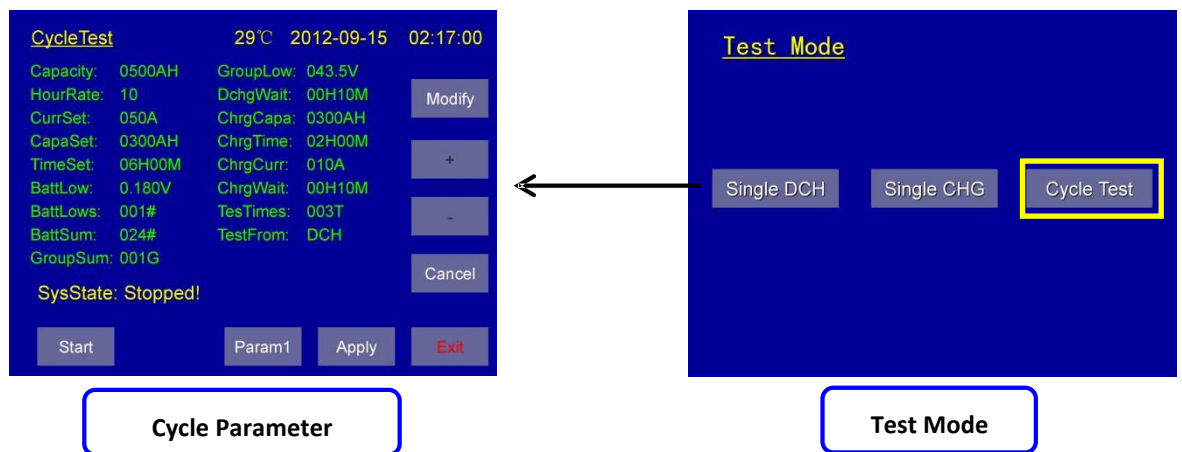 CycleTest 29℃ 2012-09-15 02:17:00
Capacity: 0500AH GroupLow: 043.5V
HourRate: 10 DchgWait: 00H10M
CurrSet: 050A ChrgCapa: 0300AH
CapaSet: 0300AH ChrgTime: 02H00M
TimeSet: 06H00M ChrgCurr: 010A
BattLow: 0.180V ChrgWait: 00H10M
BattLows: 001# TesTimes: 003T
BattSum: 024# TestFrom: DCH
GroupSum: 001G
SysState: Stopped!
Modify
+
-
Cancel
Start Param1 Apply Exit
Cycle Parameter
Test Mode
Single DCH Single CHG Cycle Test
Test Mode